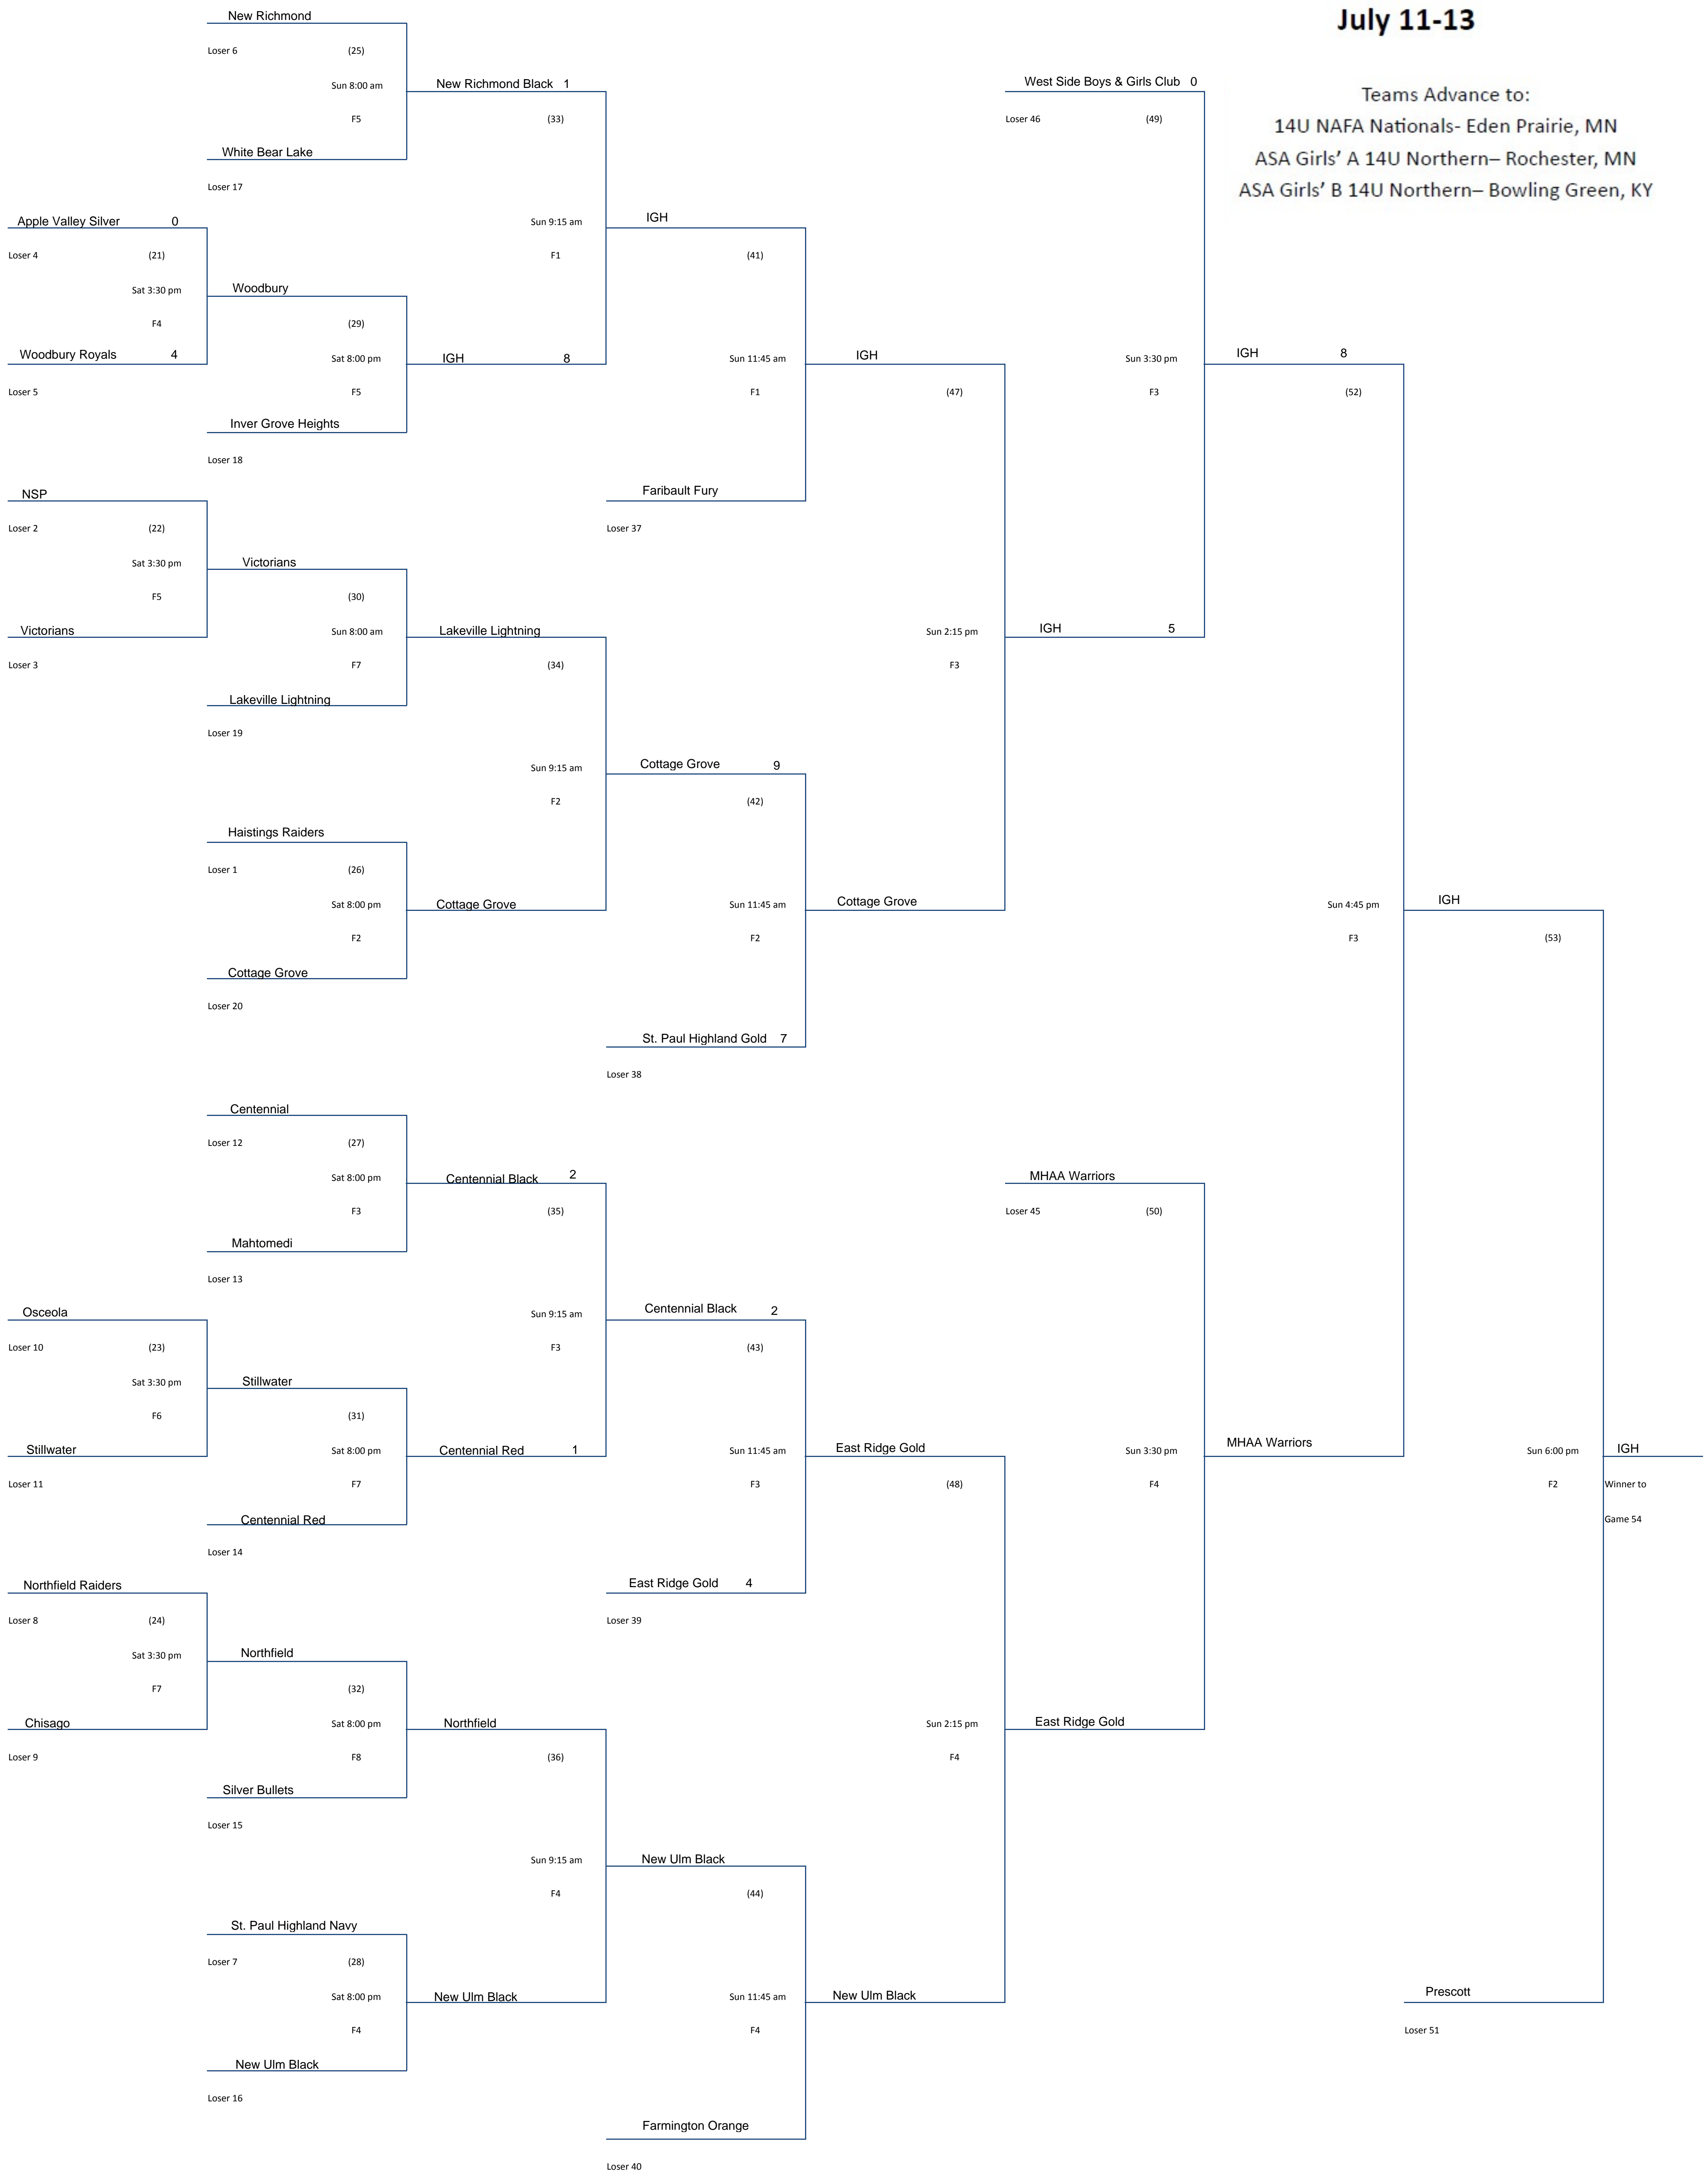 July 11-13
Teams Advance to:
14U NAFA Nationals- Eden Prairie, MN
ASA Girls' A 14U Northern– Rochester, MN
ASA Girls' B 14U Northern– Bowling Green, KY
Apple Valley Silver 0
Loser 4 (21)
Sat 3:30 pm
F4
Woodbury Royals 4
Loser 5
NSP
Loser 2 (22)
Sat 3:30 pm
F5
Victorians
Loser 3
Osceola
Loser 10 (23)
Sat 3:30 pm
F6
Stillwater
Loser 11
Northfield Raiders
Loser 8 (24)
Sat 3:30 pm
F7
Chisago
Loser 9
New Richmond
Loser 6 (25)
Sun 8:00 am
F5
White Bear Lake
Loser 17
Woodbury
(29)
Sat 8:00 pm
F5
Inver Grove Heights
Loser 18
Victorians
(30)
Sun 8:00 am
F7
Lakeville Lightning
Loser 19
Haistings Raiders
Loser 1 (26)
Sat 8:00 pm
F2
Cottage Grove
Loser 20
Centennial
Loser 12 (27)
Sat 8:00 pm
F3
Mahtomedi
Loser 13
Stillwater
(31)
Sat 8:00 pm
F7
Centennial Red
Loser 14
Northfield
(32)
Sat 8:00 pm
F8
Silver Bullets
Loser 15
St. Paul Highland Navy
Loser 7 (28)
Sat 8:00 pm
F4
New Ulm Black
Loser 16
New Richmond Black 1
(33)
Sun 9:15 am
F1
IGH 8
Lakeville Lightning
(34)
Sun 9:15 am
F2
Cottage Grove
Centennial Black 2
(35)
Sun 9:15 am
F3
Centennial Red 1
Northfield
(36)
Sun 9:15 am
F4
New Ulm Black
IGH
(41)
Sun 11:45 am
F1
Faribault Fury
Loser 37
Cottage Grove 9
(42)
Sun 11:45 am
F2
St. Paul Highland Gold 7
Loser 38
Centennial Black 2
(43)
Sun 11:45 am
F3
East Ridge Gold 4
Loser 39
New Ulm Black
(44)
Sun 11:45 am
F4
Farmington Orange
Loser 40
IGH
(47)
Sun 2:15 pm
F3
Cottage Grove
East Ridge Gold
(48)
Sun 2:15 pm
F4
New Ulm Black
West Side Boys & Girls Club 0
Loser 46 (49)
Sun 3:30 pm
F3
IGH 5
MHAA Warriors
Loser 45 (50)
Sun 3:30 pm
F4
East Ridge Gold
IGH 8
(52)
Sun 4:45 pm
F3
MHAA Warriors
IGH
(53)
Sun 6:00 pm
F2
Prescott
Loser 51
IGH
Winner to
Game 54